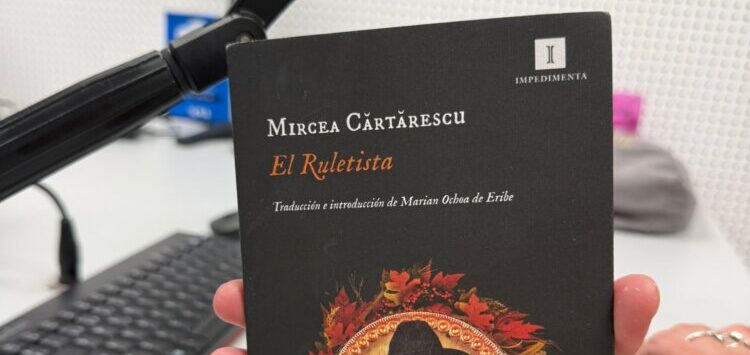 I
IMPEDIMENTA
Mircea Cărtărescu
El Ruletista
Traducción e introducción de Marian Ochoa de Eribe